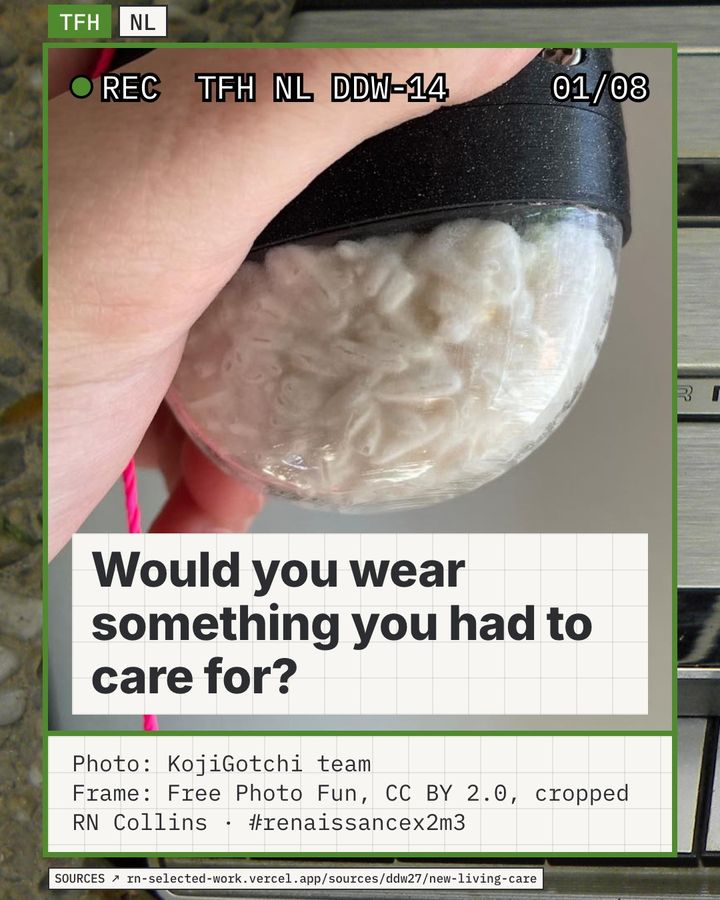 TFH NL
REC TFH NL DDW-14 01/08
Would you wear
something you had to
care for?
Photo: KojiGotchi team
Frame: Free Photo Fun, CC BY 2.0, cropped
RN Collins · #renaissancex2m3
SOURCES ↗ rn-selected-work.vercel.app/sources/ddw27/new-living-care